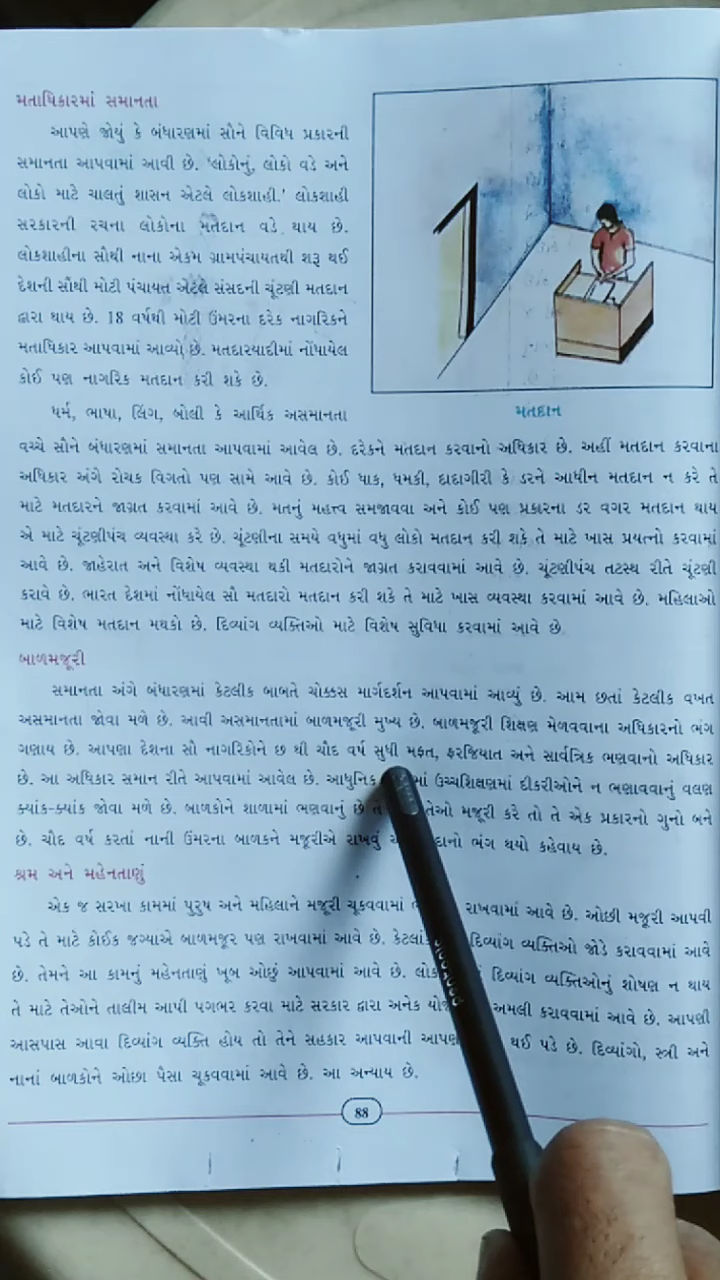 મતાધિકારમાં સમાનતા
આપણે જોયું કે બંધારણમાં સૌને વિવિધ પ્રકારની
સમાનતા આપવામાં આવી છે. 'લોકોનું, લોકો વડે અને
લોકો માટે ચાલતું શાસન એટલે લોકશાહી.' લોકશાહી
સરકારની રચના લોકોના મતદાન વડે થાય છે.
લોકશાહીના સૌથી નાના એકમ ગ્રામપંચાયતથી શરૂ થઈ
દેશની સૌથી મોટી પંચાયત એટલે સંસદની ચૂંટણી મતદાન
દ્વારા થાય છે. 18 વર્ષથી મોટી ઉંમરના દરેક નાગરિકને
મતાધિકાર આપવામાં આવ્યો છે. મતદારયાદીમાં નોંધાયેલ
કોઈ પણ નાગરિક મતદાન કરી શકે છે.
મતદાન
ધર્મ, ભાષા, લિંગ, બોલી કે આર્થિક અસમાનતા
વચ્ચે સૌને બંધારણમાં સમાનતા આપવામાં આવેલ છે. દરેકને મતદાન કરવાનો અધિકાર છે. અહીં મતદાન કરવાના
અધિકાર અંગે રોચક વિગતો પણ સામે આવે છે. કોઈ ધાક, ધમકી, દાદાગીરી કે ડરને આધીન મતદાન ન કરે તે
માટે મતદારને જાગ્રત કરવામાં આવે છે. મતનું મહત્ત્વ સમજાવવા અને કોઈ પણ પ્રકારના ડર વગર મતદાન થાય
એ માટે ચૂંટણીપંચ વ્યવસ્થા કરે છે. ચૂંટણીના સમયે વધુમાં વધુ લોકો મતદાન કરી શકે તે માટે ખાસ પ્રયત્નો કરવામાં
આવે છે. જાહેરાત અને વિશેષ વ્યવસ્થા થકી મતદારોને જાગ્રત કરાવવામાં આવે છે. ચૂંટણીપંચ તટસ્થ રીતે ચૂંટણી
કરાવે છે. ભારત દેશમાં નોંધાયેલ સૌ મતદારો મતદાન કરી શકે તે માટે ખાસ વ્યવસ્થા કરવામાં આવે છે. મહિલાઓ
માટે વિશેષ મતદાન મથકો છે. દિવ્યાંગ વ્યક્તિઓ માટે વિશેષ સુવિધા કરવામાં આવે છે.
બાળમજૂરી
સમાનતા અંગે બંધારણમાં કેટલીક બાબતે ચોક્કસ માર્ગદર્શન આપવામાં આવ્યું છે. આમ છતાં કેટલીક વખત
અસમાનતા જોવા મળે છે. આવી અસમાનતામાં બાળમજૂરી મુખ્ય છે. બાળમજૂરી શિક્ષણ મેળવવાના અધિકારનો ભંગ
ગણાય છે. આપણા દેશના સૌ નાગરિકોને છ થી ચૌદ વર્ષ સુધી મફત, ફરજિયાત અને સાર્વત્રિક ભણવાનો અધિકાર
છે. આ અધિકાર સમાન રીતે આપવામાં આવેલ છે. આધુનિક ઉચ્ચશિક્ષણમાં દીકરીઓને ન ભણાવવાનું વલણ
ક્યાંક-ક્યાંક જોવા મળે છે. બાળકોને શાળામાં ભણવાનું છે તેઓ મજૂરી કરે તો તે એક પ્રકારનો ગુનો બને
છે. ચૌદ વર્ષ કરતાં નાની ઉંમરના બાળકને મજૂરીએ રાખવું ભંગ થયો કહેવાય છે.
શ્રમ અને મહેનતાણું
એક જ સરખા કામમાં પુરુષ અને મહિલાને મજૂરી ચૂકવવામાં રાખવામાં આવે છે. ઓછી મજૂરી આપવી
પડે તે માટે કોઈક જગ્યાએ બાળમજૂર પણ રાખવામાં આવે છે. દિવ્યાંગ વ્યક્તિઓ જોડે કરાવવામાં આવે
છે. તેમને આ કામનું મહેનતાણું ખૂબ ઓછું આપવામાં આવે છે. દિવ્યાંગ વ્યક્તિઓનું શોષણ ન થાય
તે માટે તેઓને તાલીમ આપી પગભર કરવા માટે સરકાર દ્વારા અનેક અમલી કરાવવામાં આવે છે. આપણી
આસપાસ આવા દિવ્યાંગ વ્યક્તિ હોય તો તેને સહકાર આપવાની થઈ પડે છે. દિવ્યાંગો, સ્ત્રી અને
નાનાં બાળકોને ઓછા પૈસા ચૂકવવામાં આવે છે. આ અન્યાય છે.
88